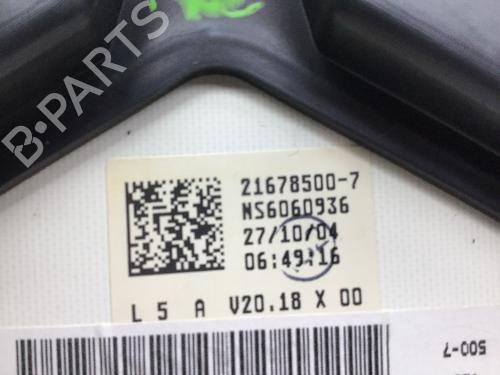 B-PARTS
21678500-7
NS6060936
27/10/04
06:49:16
L 5 A V20.18 X 00
500-7